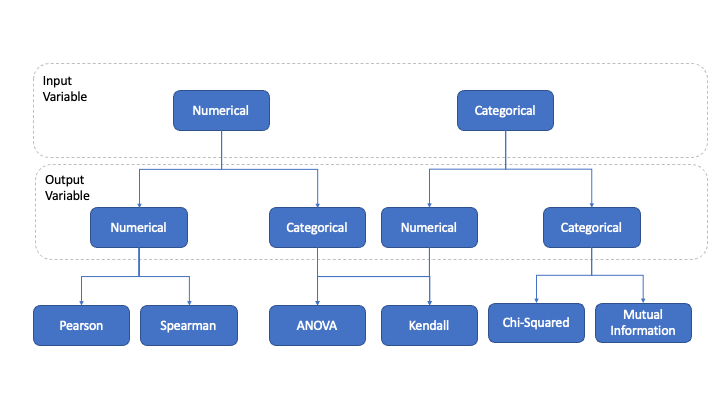 Input
Variable
Numerical
Categorical
Output
Variable
Numerical
Categorical
Numerical
Categorical
Pearson
Spearman
ANOVA
Kendall
Chi-Squared
Mutual
Information